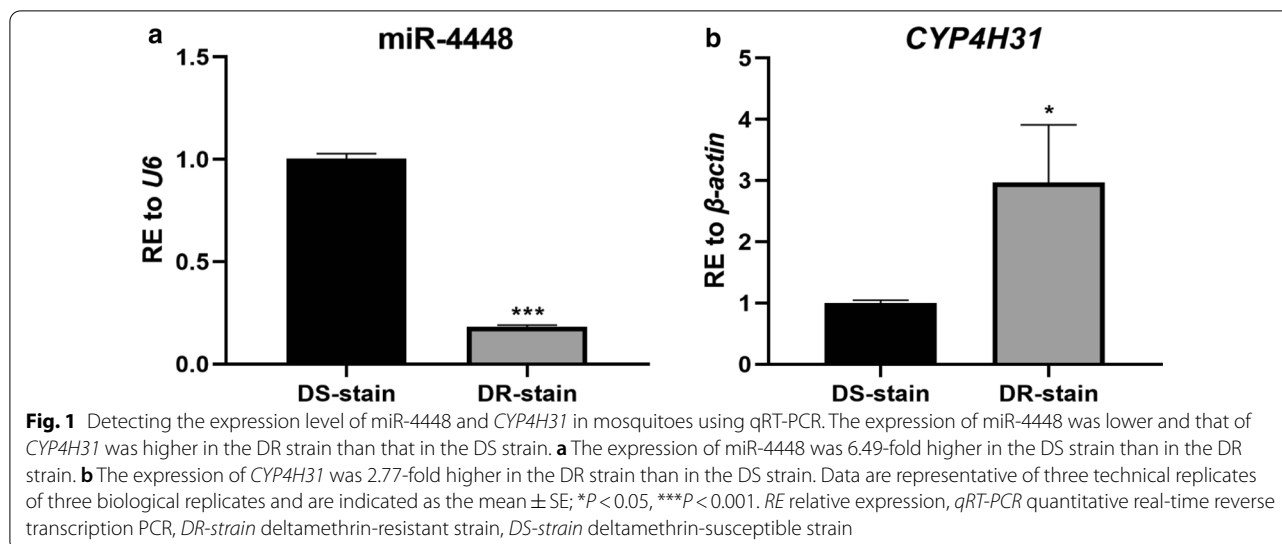 a
miR-4448
RE to U6
1.5
1.0
0.5
0.0
***
DS-stain
DR-stain
b
CYP4H31
RE to β-actin
5
4
3
2
1
0
*
DS-stain
DR-stain
Fig. 1 Detecting the expression level of miR-4448 and CYP4H31 in mosquitoes using qRT-PCR. The expression of miR-4448 was lower and that of
CYP4H31 was higher in the DR strain than that in the DS strain. a The expression of miR-4448 was 6.49-fold higher in the DS strain than in the DR
strain. b The expression of CYP4H31 was 2.77-fold higher in the DR strain than in the DS strain. Data are representative of three technical replicates
of three biological replicates and are indicated as the mean ± SE; *P < 0.05, ***P < 0.001. RE relative expression, qRT-PCR quantitative real-time reverse
transcription PCR, DR-strain deltamethrin-resistant strain, DS-strain deltamethrin-susceptible strain